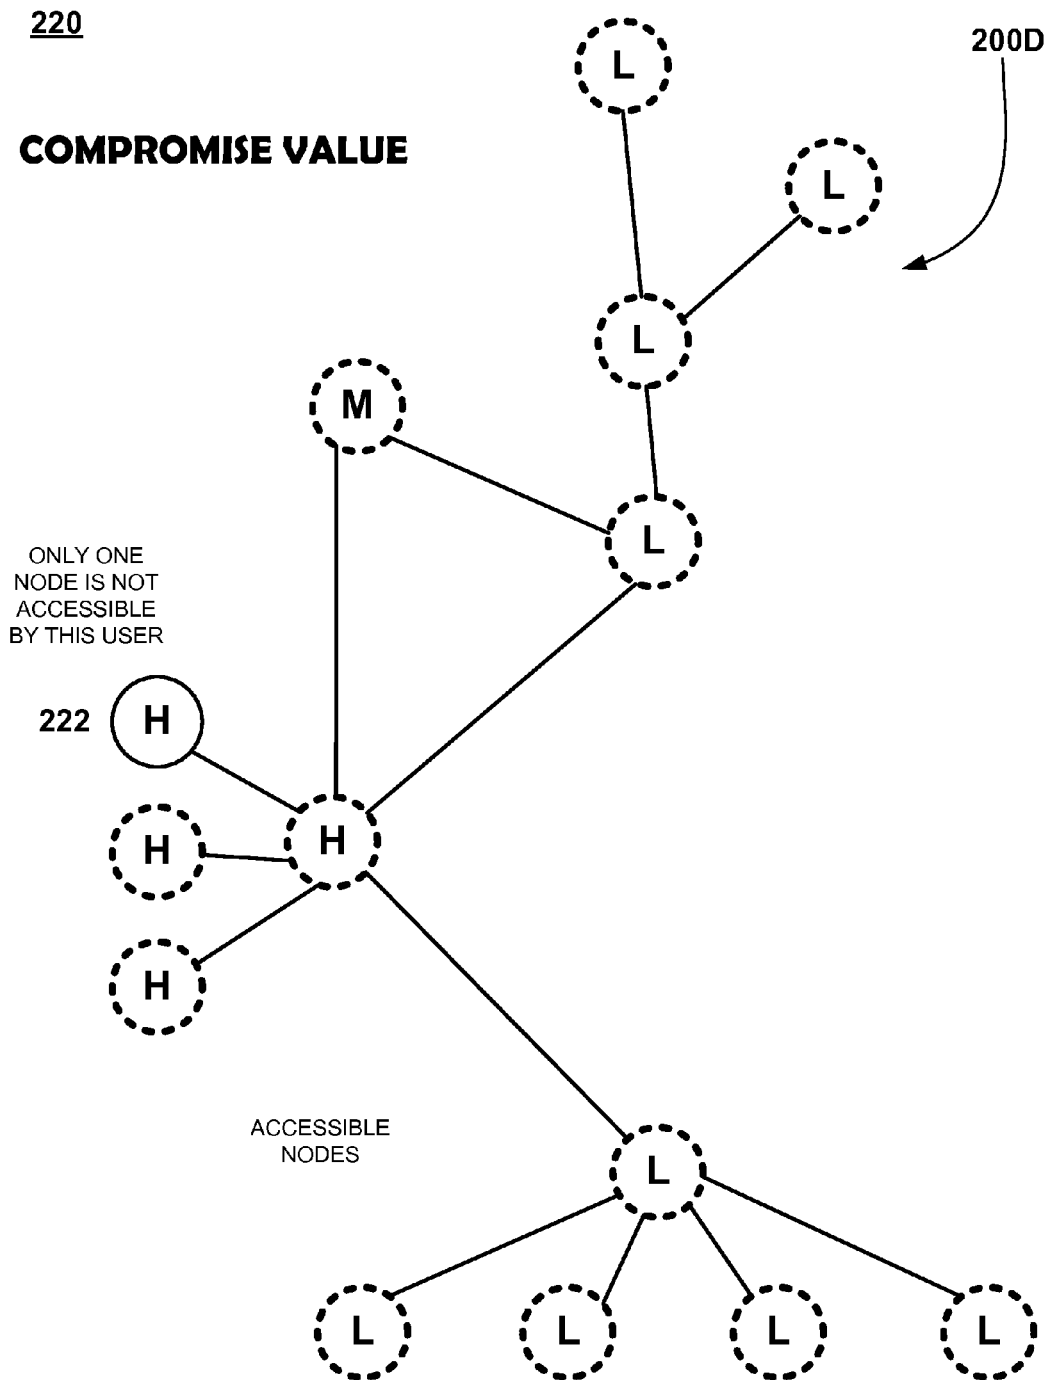 220
L
200D
COMPROMISE VALUE
L
L
M
L
ONLY ONE
NODE IS NOT
ACCESSIBLE
BY THIS USER
222
H
H
H
H
ACCESSIBLE
NODES
L
L
L
L
L